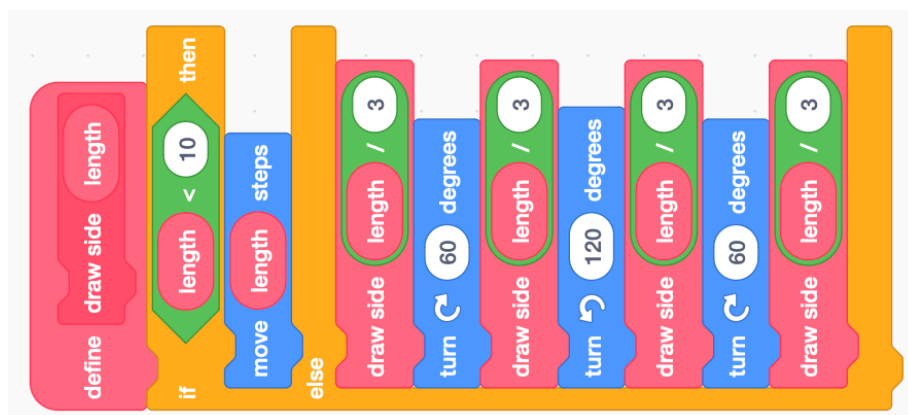 define draw side length
if length < 10 then
move length steps
else
draw side length / 3
turn ↻ 60 degrees
draw side length / 3
turn ↺ 120 degrees
draw side length / 3
turn ↻ 60 degrees
draw side length / 3